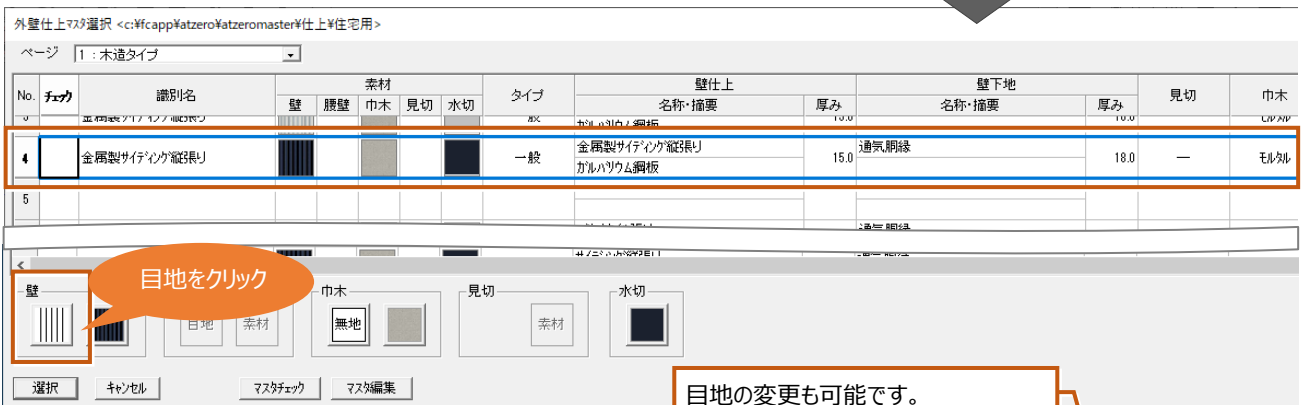 外壁仕上マスタ選択 <c:¥fcapp¥atzero¥atzeromaster¥仕上¥住宅用>
ページ 1：木造タイプ
No. チェック 識別名 素材 タイプ 壁仕上 壁下地 見切 巾木
壁 腰壁 巾木 見切 水切 名称・摘要 厚み 名称・摘要 厚み
4 金属製サイディング縦張り 一般 金属製サイディング縦張り 15.0 通気胴縁 18.0 — モルタル
ガルバリウム鋼板
5
目地をクリック
壁 巾木 見切 水切
目地 素材 無地 素材
選択 キャンセル マスタチェック マスタ編集
目地の変更も可能です。